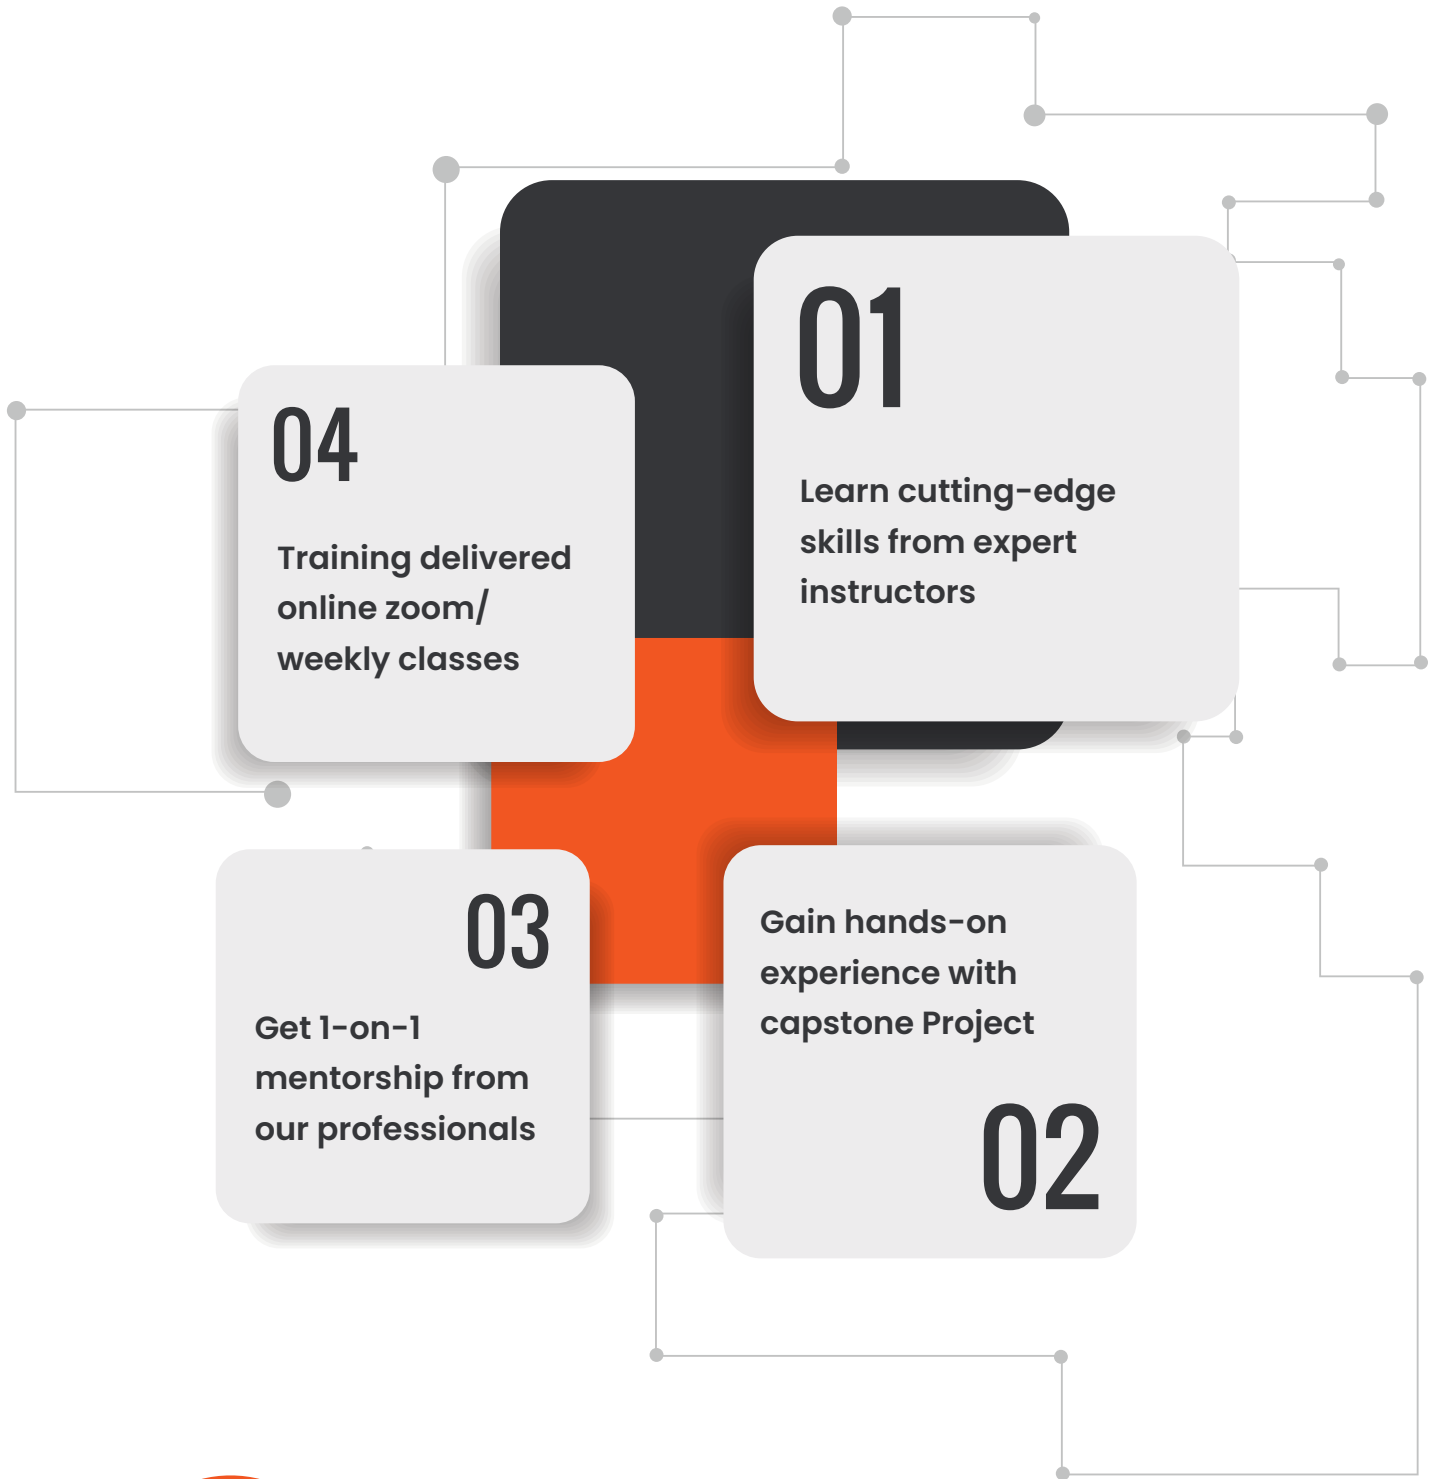 01
Learn cutting-edge
skills from expert
instructors
04
Training delivered
online zoom/
weekly classes
03
Get 1-on-1
mentorship from
our professionals
Gain hands-on
experience with
capstone Project
02